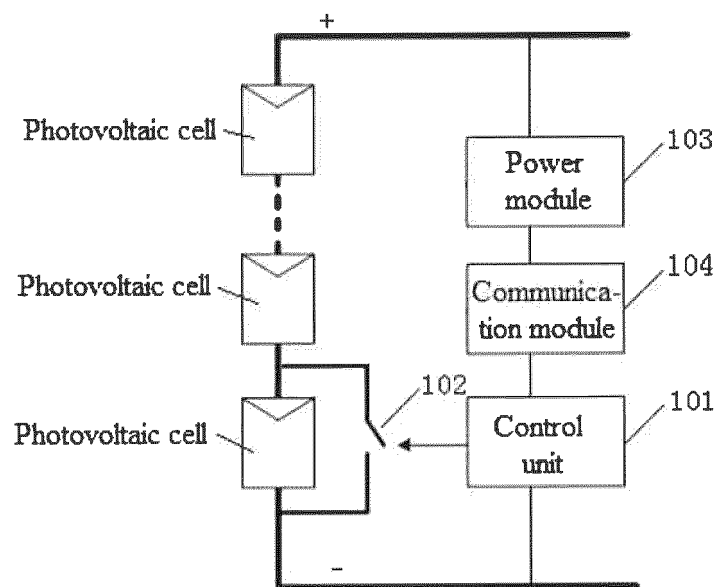 +
Photovoltaic cell
Power
module
103
Photovoltaic cell
Communica-
tion module
104
102
Photovoltaic cell
Control
unit
101
-